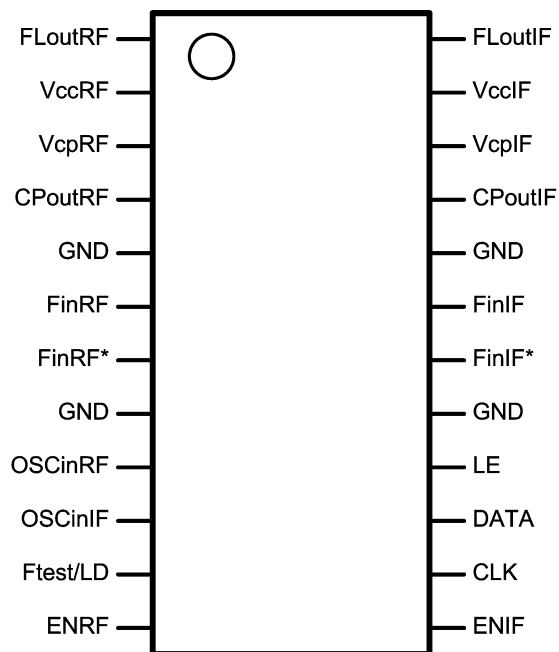 FLoutRF FLoutIF
VccRF VccIF
VcpRF VcpIF
CPoutRF CPoutIF
GND GND
FinRF FinIF
FinRF* FinIF*
GND GND
OSCinRF LE
OSCinIF DATA
Ftest/LD CLK
ENRF ENIF